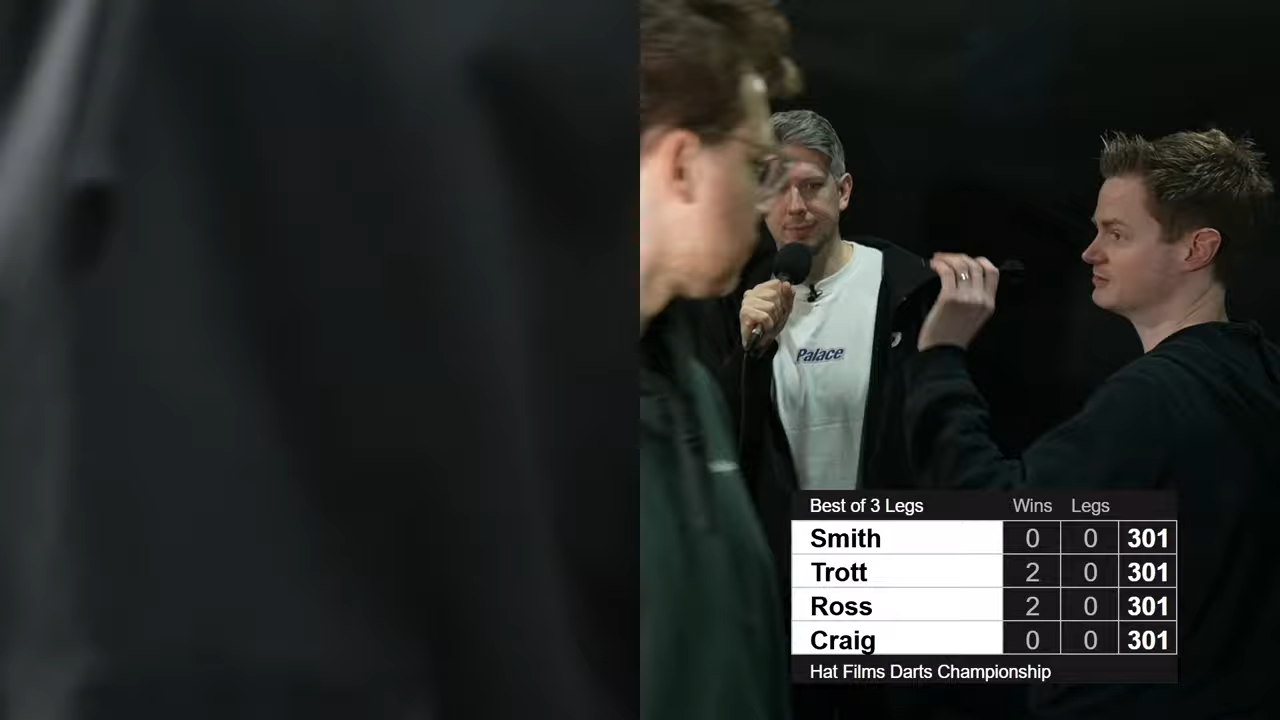 Palace
Best of 3 Legs Wins Legs
Smith 0 0 301
Trott 2 0 301
Ross 2 0 301
Craig 0 0 301
Hat Films Darts Championship